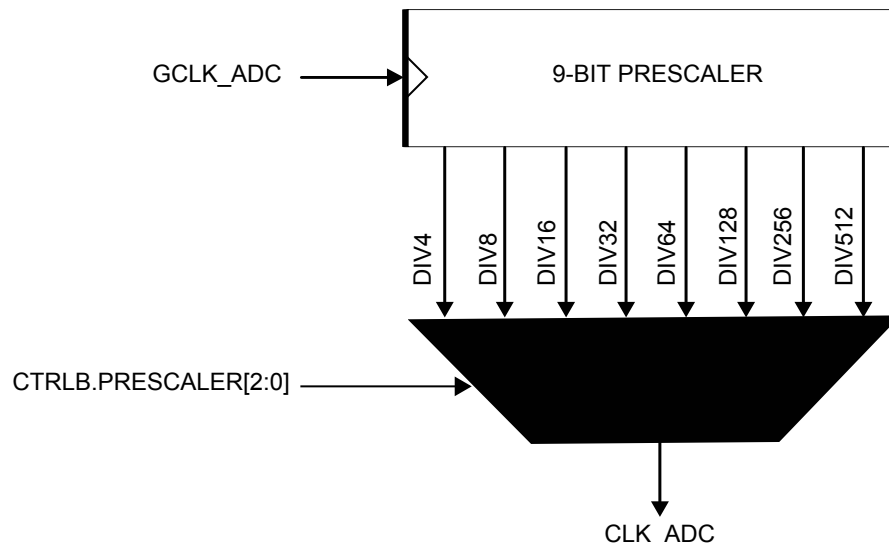 GCLK_ADC
9-BIT PRESCALER
DIV4
DIV8
DIV16
DIV32
DIV64
DIV128
DIV256
DIV512
CTRLB.PRESCALER[2:0]
CLK_ADC